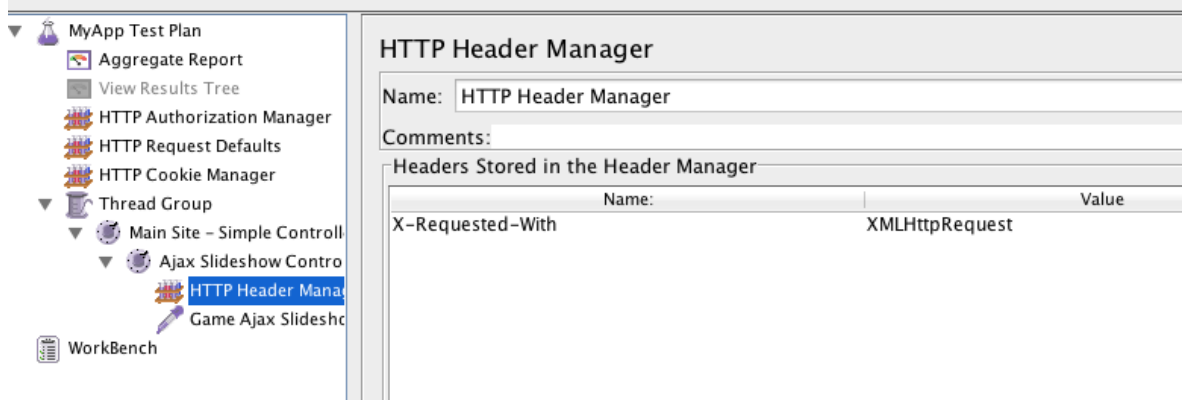 MyApp Test Plan
Aggregate Report
View Results Tree
HTTP Authorization Manager
HTTP Request Defaults
HTTP Cookie Manager
Thread Group
Main Site – Simple Controll
Ajax Slideshow Contro
HTTP Header Mana
Game Ajax Slidesho
WorkBench
HTTP Header Manager
Name: HTTP Header Manager
Comments:
Headers Stored in the Header Manager
Name: Value
X-Requested-With XMLHttpRequest